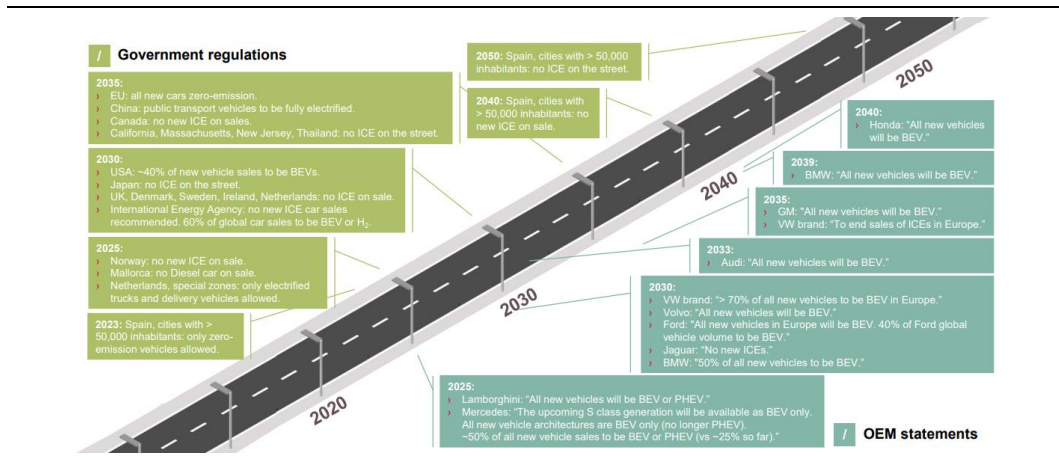 / Government regulations
2035:
› EU: all new cars zero-emission.
› China: public transport vehicles to be fully electrified.
› Canada: no new ICE on sales.
› California, Massachusetts, New Jersey, Thailand: no ICE on the street.
2030:
› USA: ~40% of new vehicle sales to be BEVs.
› Japan: no ICE on the street.
› UK, Denmark, Sweden, Ireland, Netherlands: no ICE on sale.
› International Energy Agency: no new ICE car sales
recommended, 60% of global car sales to be BEV or H₂.
2025:
› Norway: no new ICE on sale.
› Mallorca: no Diesel car on sale.
› Netherlands, special zones: only electrified
trucks and delivery vehicles allowed.
2023: Spain, cities with >
50,000 inhabitants: only zero-
emission vehicles allowed.
2050: Spain, cities with > 50,000
inhabitants: no ICE on the street.
2040: Spain, cities with
> 50,000 inhabitants: no
new ICE on sale.
2050
2040
2030
2020
2040:
› Honda: “All new vehicles
will be BEV.”
2039:
› BMW: “All new vehicles will be BEV.”
2035:
› GM: "All new vehicles will be BEV.”
› VW brand: “To end sales of ICEs in Europe.”
2033:
› Audi: “All new vehicles will be BEV.”
2030:
› VW brand: “> 70% of all new vehicles to be BEV in Europe.”
› Volvo: “All new vehicles will be BEV.”
› Ford: "All new vehicles in Europe will be BEV. 40% of Ford global
vehicle volume to be BEV.”
› Jaguar: “No new ICEs.”
› BMW: "50% of all new vehicles to be BEV.”
2025:
› Lamborghini: “All new vehicles will be BEV or PHEV.”
› Mercedes: “The upcoming S class generation will be available as BEV only.
All new vehicle architectures are BEV only (no longer PHEV).
~50% of all new vehicle sales to be BEV or PHEV (vs ~25% so far).”
/ OEM statements